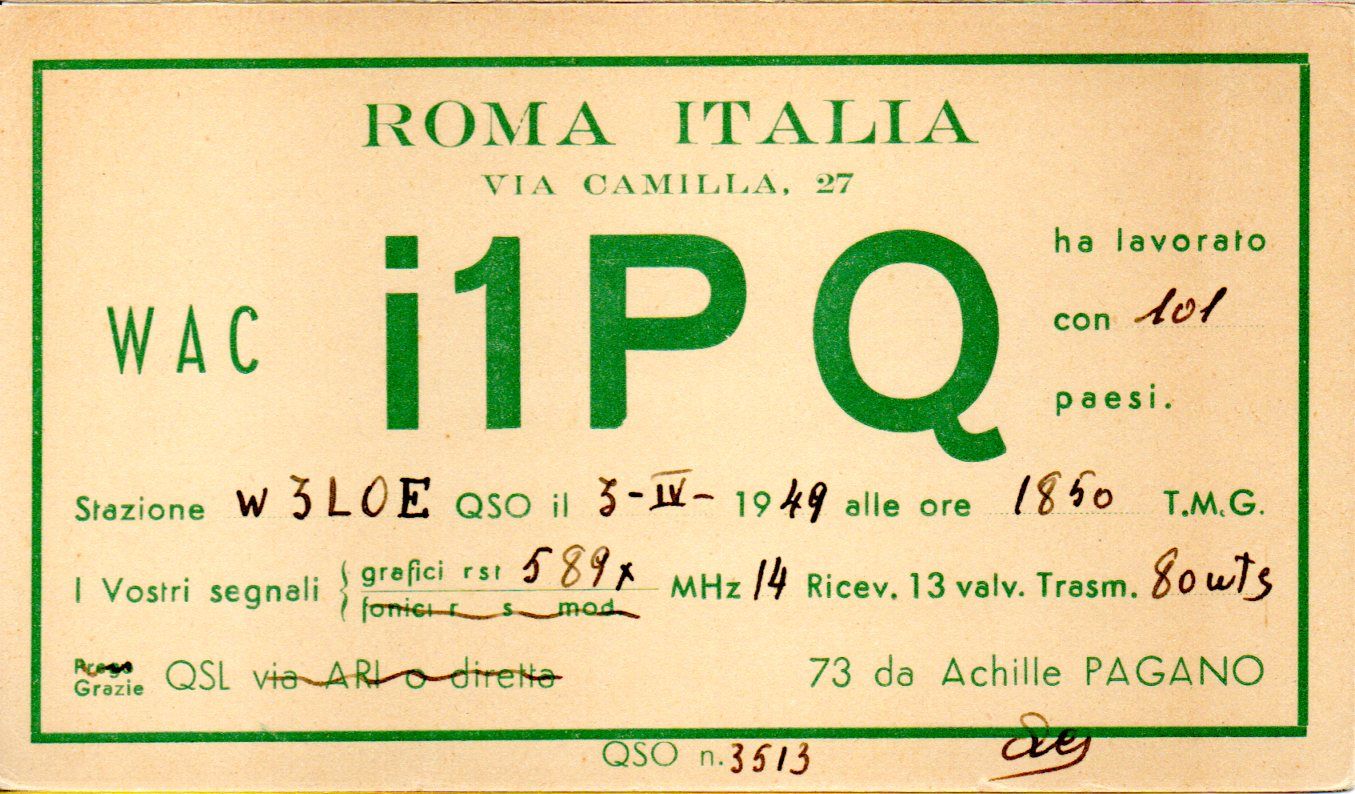 ROMA ITALIA
VIA CAMILLA, 27
WAC
i1PQ
ha lavorato
con 101
paesi.
Stazione W3LOE QSO il 3-IV-1949 alle ore 1850 T.M.G.
I Vostri segnali { grafici rst 589x MHz 14 Ricev. 13 valv. Trasm. 80 wts
fonici r s mod
Prego
Grazie QSL via ARI o diretta 73 da Achille PAGANO
QSO n. 3513